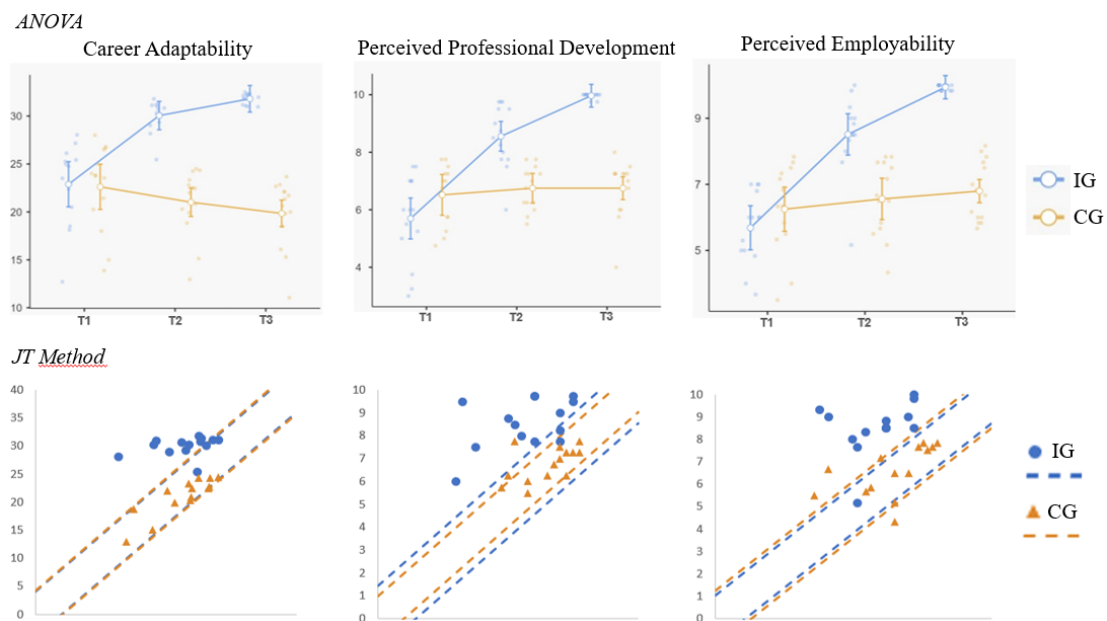 ANOVA
Career Adaptability
Perceived Professional Development
Perceived Employability
30
25
20
15
10
T1
T2
T3
10
8
6
4
T1
T2
T3
9
7
5
T1
T2
T3
IG
CG
JT Method
40
35
30
25
20
15
10
5
0
10
9
8
7
6
5
4
3
2
1
0
10
9
8
7
6
5
4
3
2
1
0
IG
CG